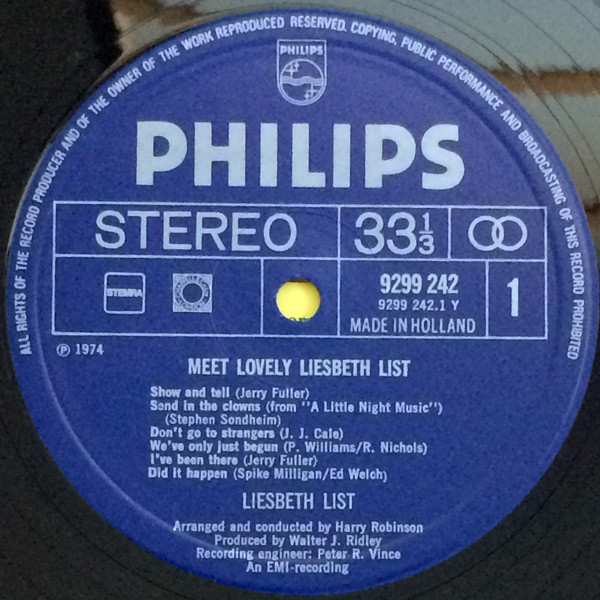 ALL RIGHTS OF THE RECORD PRODUCER AND OF THE OWNER OF THE WORK REPRODUCED RESERVED. COPYING, PUBLIC PERFORMANCE AND BROADCASTING OF THIS RECORD PROHIBITED
PHILIPS
PHILIPS
STEREO 33⅓
STEMRA 9299 242 1
9299 242.1 Y
MADE IN HOLLAND
℗ 1974
MEET LOVELY LIESBETH LIST
Show and tell (Jerry Fuller)
Send in the clowns (from "A Little Night Music")
(Stephen Sondheim)
Don't go to strangers (J. J. Cale)
We've only just begun (P. Williams/R. Nichols)
I've been there (Jerry Fuller)
Did it happen (Spike Milligan/Ed Welch)
LIESBETH LIST
Arranged and conducted by Harry Robinson
Produced by Walter J. Ridley
Recording engineer: Peter R. Vince
An EMI-recording